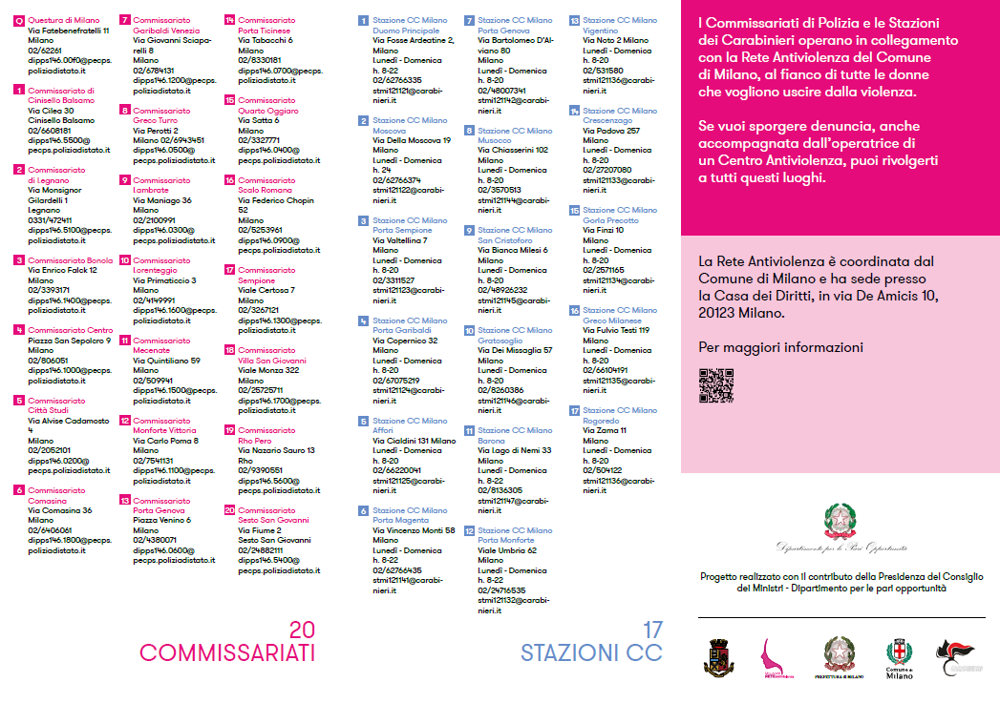 Q Questura di Milano
Via Fatebenefratelli 11
Milano
02/62261
dipps146.00f0@pecps.
poliziadistato.it
1 Commissariato di
Cinisello Balsamo
Via Cilea 30
Cinisello Balsamo
02/6608181
dipps146.5500@
pecps.poliziadistato.it
2 Commissariato
di Legnano
Via Monsignor
Gilardelli 1
Legnano
0331/472411
dipps146.5100@pecps.
poliziadistato.it
3 Commissariato Bonola
Via Enrico Falck 12
Milano
02/3393171
dipps146.1400@pecps.
poliziadistato.it
4 Commissariato Centro
Piazza San Sepolcro 9
Milano
02/806051
dipps146.1000@pecps.
poliziadistato.it
5 Commissariato
Città Studi
Via Alvise Cadamosto
4
Milano
02/2052101
dipps146.0200@
pecps.poliziadistato.it
6 Commissariato
Comasina
Via Comasina 36
Milano
02/6406061
dipps146.1800@pecps.
poliziadistato.it
7 Commissariato
Garibaldi Venezia
Via Giovanni Sciapa-
relli 8
Milano
02/6784131
dipps146.1200@pecps.
poliziadistato.it
8 Commissariato
Greco Turro
Via Perotti 2
Milano 02/6943451
dipps146.0500@
pecps.poliziadistato.it
9 Commissariato
Lambrate
Via Maniago 36
Milano
02/2100991
dipps146.0300@
pecps.poliziadistato.it
10 Commissariato
Lorenteggio
Via Primaticcio 3
Milano
02/4149991
dipps146.1600@pecps.
poliziadistato.it
11 Commissariato
Mecenate
Via Quintiliano 59
Milano
02/509941
dipps146.1500@pecps.
poliziadistato.it
12 Commissariato
Monforte Vittoria
Via Carlo Poma 8
Milano
02/7541131
dipps146.1100@pecps.
poliziadistato.it
13 Commissariato
Porta Genova
Piazza Venino 6
Milano
02/4380071
dipps146.0600@
pecps.poliziadistato.it
14 Commissariato
Porta Ticinese
Via Tabacchi 6
Milano
02/8330181
dipps146.0700@pecps.
poliziadistato.it
15 Commissariato
Quarto Oggiaro
Via Satta 6
Milano
02/3327771
dipps146.0400@
pecps.poliziadistato.it
16 Commissariato
Scalo Romana
Via Federico Chopin
52
Milano
02/5253961
dipps146.0900@
pecps.poliziadistato.it
17 Commissariato
Sempione
Viale Certosa 7
Milano
02/3267121
dipps146.1300@pecps.
poliziadistato.it
18 Commissariato
Villa San Giovanni
Viale Monza 322
Milano
02/25725711
dipps146.1700@pecps.
poliziadistato.it
19 Commissariato
Rho Pero
Via Nazario Sauro 13
Rho
02/9390551
dipps146.5600@
pecps.poliziadistato.it
20 Commissariato
Sesto San Govanni
Via Fiume 2
Sesto San Giovanni
02/24882111
dipps146.5400@
pecps.poliziadistato.it
20
COMMISSARIATI
1 Stazione CC Milano
Duomo Principale
Via Fosse Ardeatine 2,
Milano
Lunedì - Domenica
h. 8-22
02/62766335
stmi121121@carabi-
nieri.it
2 Stazione CC Milano
Moscova
Via Della Moscova 19
Milano
Lunedì - Domenica
h. 24
02/62766374
stmi121122@carabi-
nieri.it
3 Stazione CC Milano
Porta Sempione
Via Valtellina 7
Milano
Lunedì - Domenica
h. 8-20
02/3311527
stmi121123@carabi-
nieri.it
4 Stazione CC Milano
Porta Garibaldi
Via Copernico 32
Milano
Lunedì - Domenica
h. 8-20
02/67075219
stmi121124@carabi-
nieri.it
5 Stazione CC Milano
Affori
Via Cialdini 131 Milano
Lunedì - Domenica
h. 8-20
02/66220041
stmi121125@carabi-
nieri.it
6 Stazione CC Milano
Porta Magenta
Via Vincenzo Monti 58
Milano
Lunedì - Domenica
h. 8-22
02/62766435
stmi121141@carabi-
nieri.it
7 Stazione CC Milano
Porta Genova
Via Bartolomeo D'Al-
viano 80
Milano
Lunedì - Domenica
h. 8-20
02/48007341
stmi121142@carabi-
nieri.it
8 Stazione CC Milano
Musocco
Via Chiasserini 102
Milano
Lunedì - Domenica
h. 8-20
02/3570513
stmi121144@carabi-
nieri.it
9 Stazione CC Milano
San Cristoforo
Via Bianca Milesi 6
Milano
Lunedì - Domenica
h. 8-22
02/48926232
stmi121145@carabi-
nieri.it
10 Stazione CC Milano
Gratosoglio
Via Dei Missaglia 57
Milano
Lunedì - Domenica
h. 8-20
02/8260386
stmi121146@carabi-
nieri.it
11 Stazione CC Milano
Barona
Via Lago di Nemi 33
Milano
Lunedì - Domenica
h. 8-22
02/8136305
stmi121147@carabi-
nieri.it
12 Stazione CC Milano
Porta Monforte
Viale Umbria 62
Milano
Lunedì - Domenica
h. 8-22
02/24716535
stmi121132@carabi-
nieri.it
13 Stazione CC Milano
Vigentino
Via Noto 2 Milano
Lunedì - Domenica
h. 8-20
02/531580
stmi121136@carabi-
nieri.it
14 Stazione CC Milano
Crescenzago
Via Padova 257
Milano
Lunedì - Domenica
h. 8-20
02/27207080
stmi121133@carabi-
nieri.it
15 Stazione CC Milano
Gorla Precotto
Via Finzi 10
Milano
Lunedì - Domenica
h. 8-20
02/2571165
stmi121134@carabi-
nieri.it
16 Stazione CC Milano
Greco Milanese
Via Fulvio Testi 119
Milano
Lunedì - Domenica
h. 8-20
02/66104191
stmi121135@carabi-
nieri.it
17 Stazione CC Milano
Rogoredo
Via Zama 11
Milano
Lunedì - Domenica
h. 8-20
02/504122
stmi121136@carabi-
nieri.it
17
STAZIONI CC
I Commissariati di Polizia e le Stazioni
dei Carabinieri operano in collegamento
con la Rete Antiviolenza del Comune
di Milano, al fianco di tutte le donne
che vogliono uscire dalla violenza.
Se vuoi sporgere denuncia, anche
accompagnata dall'operatrice di
un Centro Antiviolenza, puoi rivolgerti
a tutti questi luoghi.
La Rete Antiviolenza è coordinata dal
Comune di Milano e ha sede presso
la Casa dei Diritti, in via De Amicis 10,
20123 Milano.
Per maggiori informazioni
Dipartimento per le Pari Opportunità
Progetto realizzato con il contributo della Presidenza del Consiglio
dei Ministri - Dipartimento per le pari opportunità
PREFETTURA di MILANO
Comune di
Milano